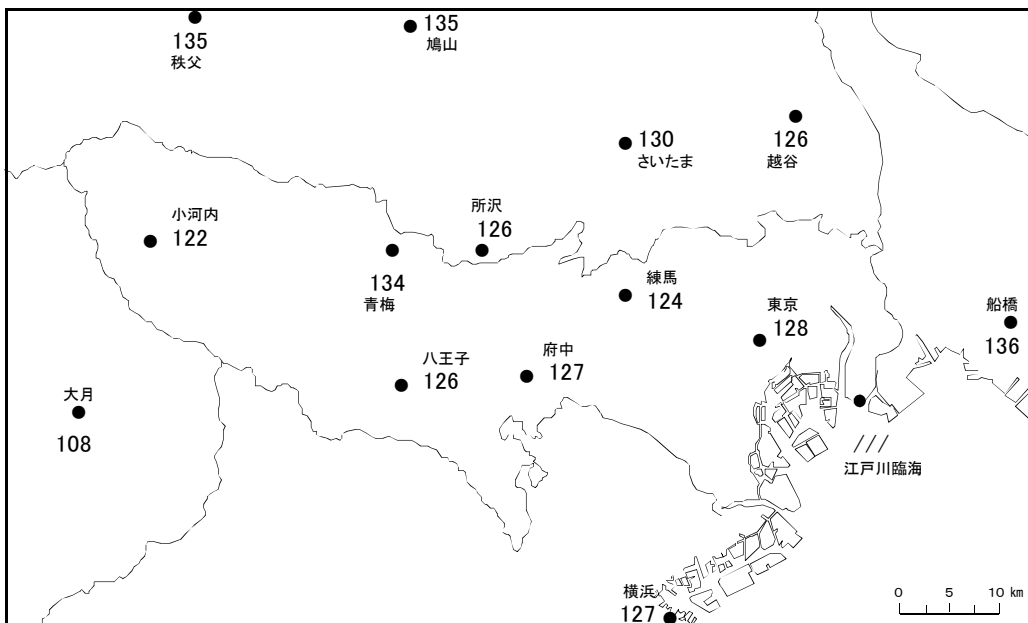 135
秩父
135
鳩山
130
さいたま
126
越谷
小河内
122
所沢
126
134
青梅
練馬
124
東京
128
船橋
136
八王子
126
府中
127
大月
108
///
江戸川臨海
横浜
127
0 5 10 km